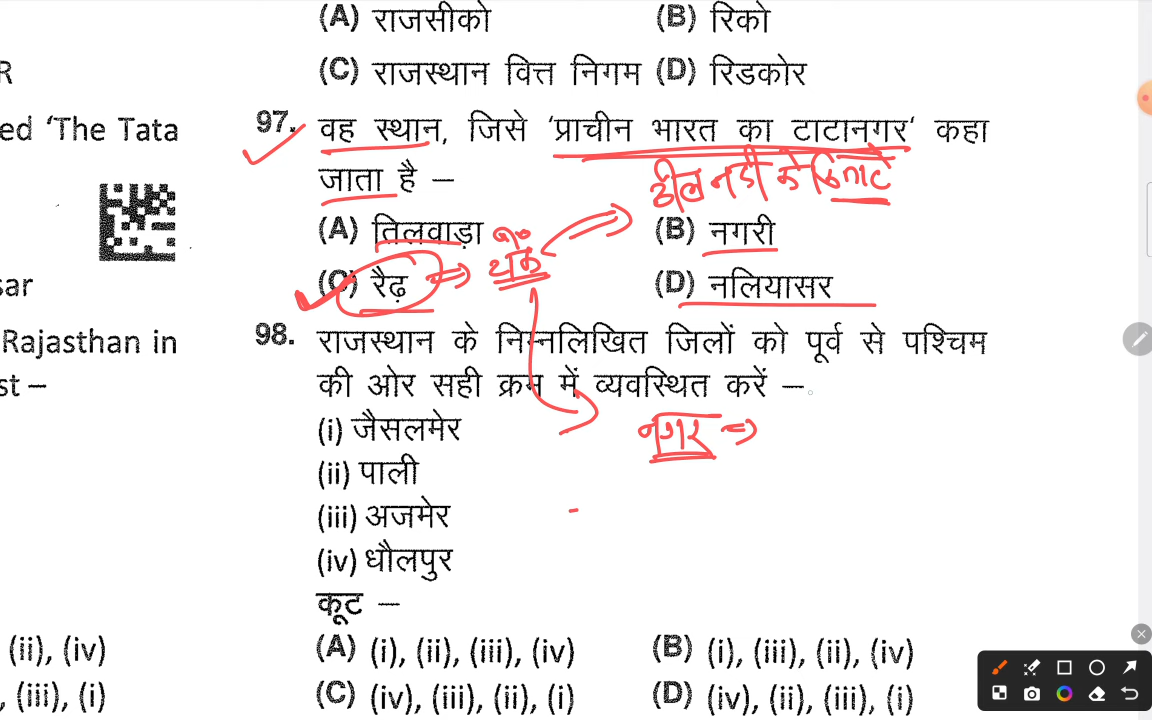 (A) राजसीको (B) रिको
R (C) राजस्थान वित्त निगम (D) रिडकोर
ed ‘The Tata 97. वह स्थान, जिसे ‘प्राचीन भारत का टाटानगर’ कहा
जाता है –
ढील नदी के किनारे
(A) तिलवाड़ा (B) नगरी
sar (C) रैढ़ टोंक (D) नलियासर
Rajasthan in 98. राजस्थान के निम्नलिखित जिलों को पूर्व से पश्चिम
st – की ओर सही क्रम में व्यवस्थित करें –
(i) जैसलमेर नगर
(ii) पाली
(iii) अजमेर
(iv) धौलपुर
कूट –
(ii), (iv) (A) (i), (ii), (iii), (iv) (B) (i), (iii), (ii), (iv)
, (iii), (i) (C) (iv), (iii), (ii), (i) (D) (iv), (ii), (iii), (i)